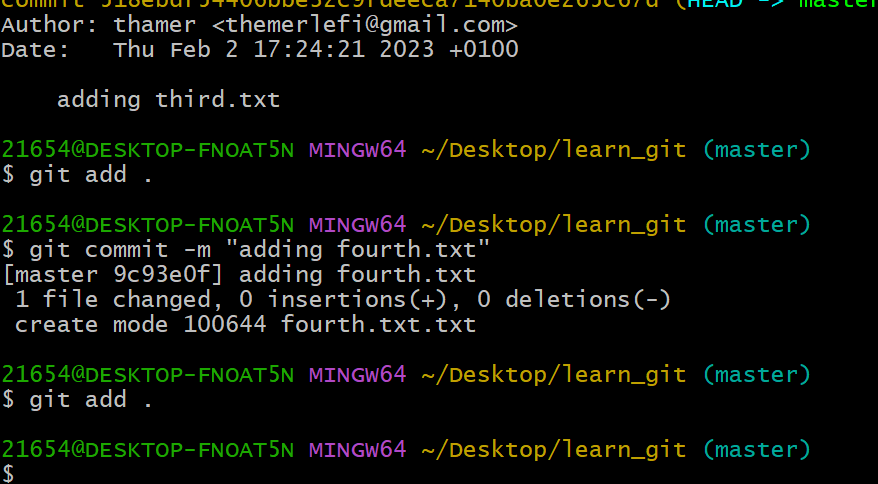 (HEAD -> master
Author: thamer <themerlefi@gmail.com>
Date:   Thu Feb 2 17:24:21 2023 +0100
adding third.txt
21654@DESKTOP-FNOAT5N MINGW64 ~/Desktop/learn_git (master)
$ git add .
21654@DESKTOP-FNOAT5N MINGW64 ~/Desktop/learn_git (master)
$ git commit -m "adding fourth.txt"
[master 9c93e0f] adding fourth.txt
 1 file changed, 0 insertions(+), 0 deletions(-)
 create mode 100644 fourth.txt.txt
21654@DESKTOP-FNOAT5N MINGW64 ~/Desktop/learn_git (master)
$ git add .
21654@DESKTOP-FNOAT5N MINGW64 ~/Desktop/learn_git (master)
$